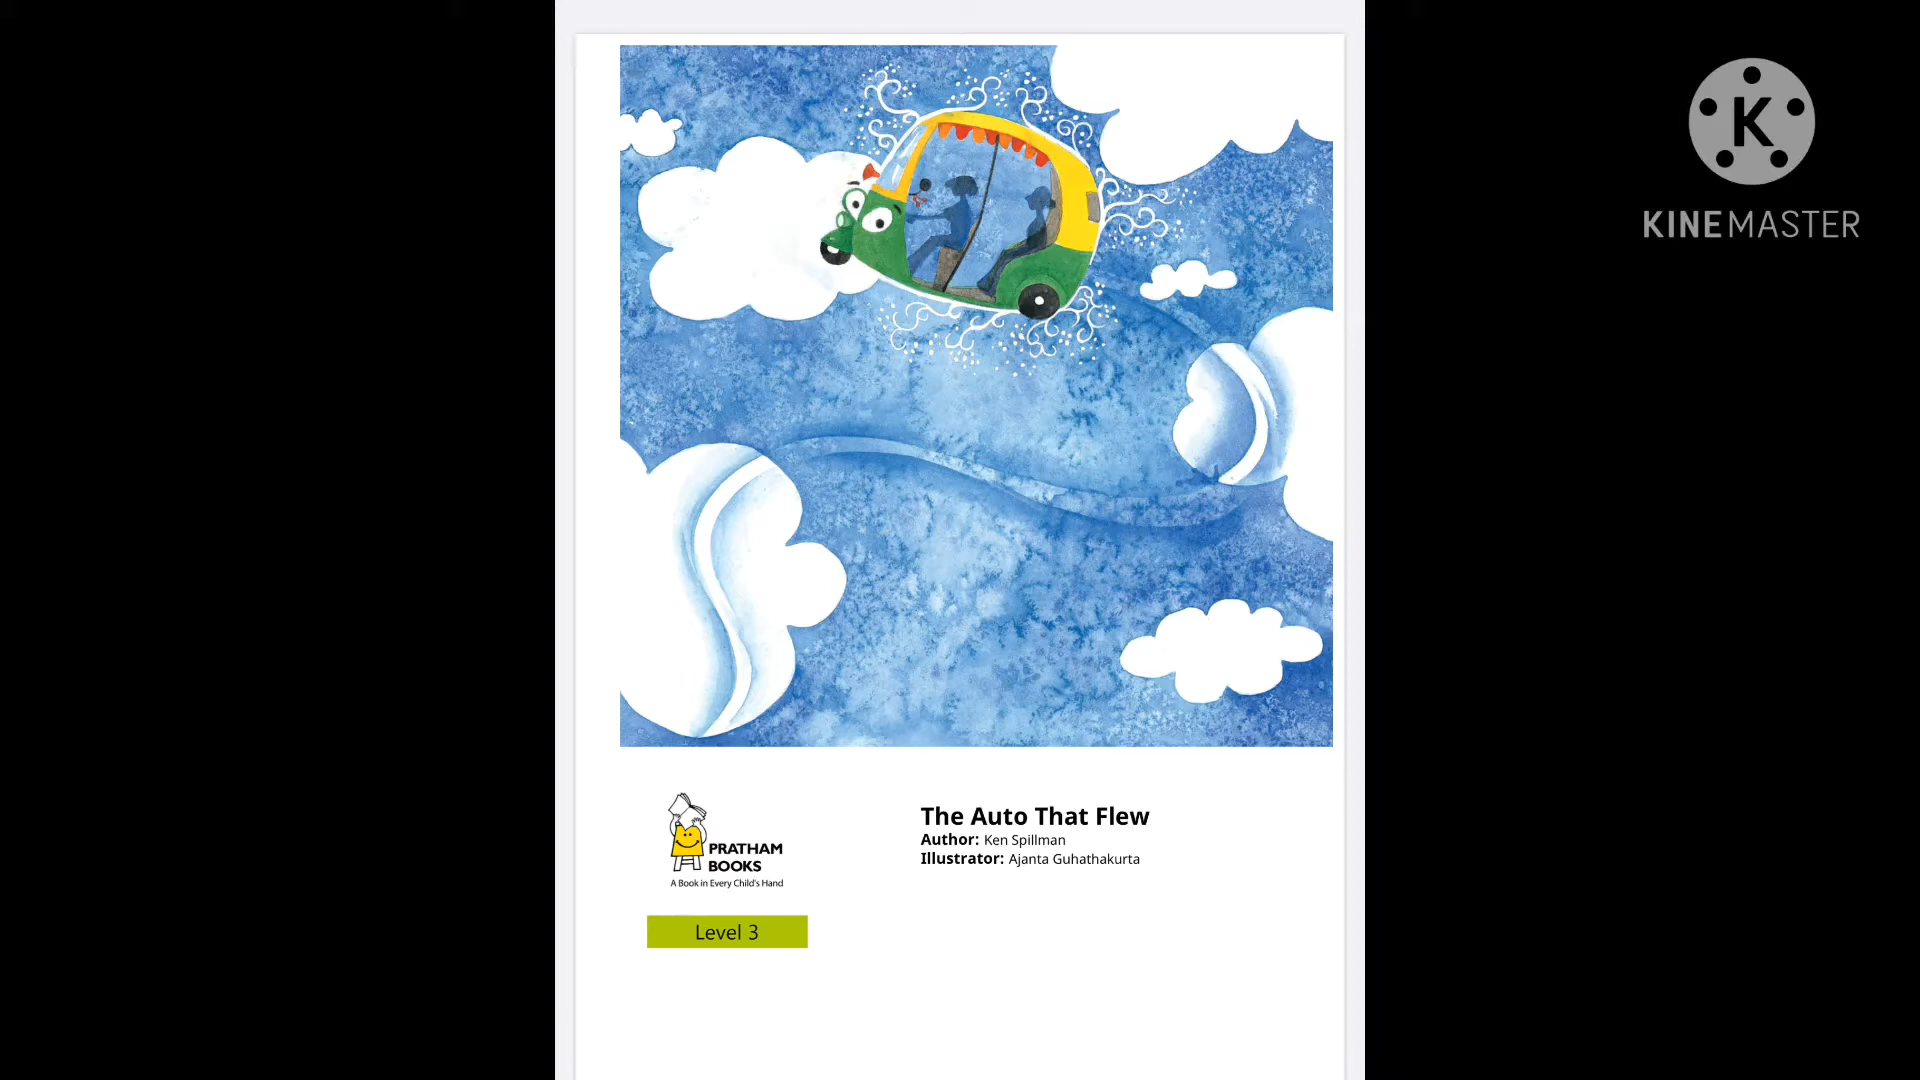 K
KINEMASTER
PRATHAM
BOOKS
A Book in Every Child's Hand
Level 3
The Auto That Flew
Author: Ken Spillman
Illustrator: Ajanta Guhathakurta